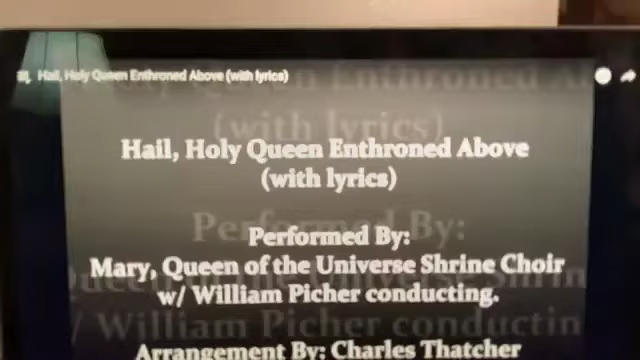 Hail, Holy Queen Enthroned Above (with lyrics)
Hail, Holy Queen Enthroned Above
(with lyrics)
Performed By:
Mary, Queen of the Universe Shrine Choir
w/ William Picher conducting.
Arrangement By: Charles Thatcher